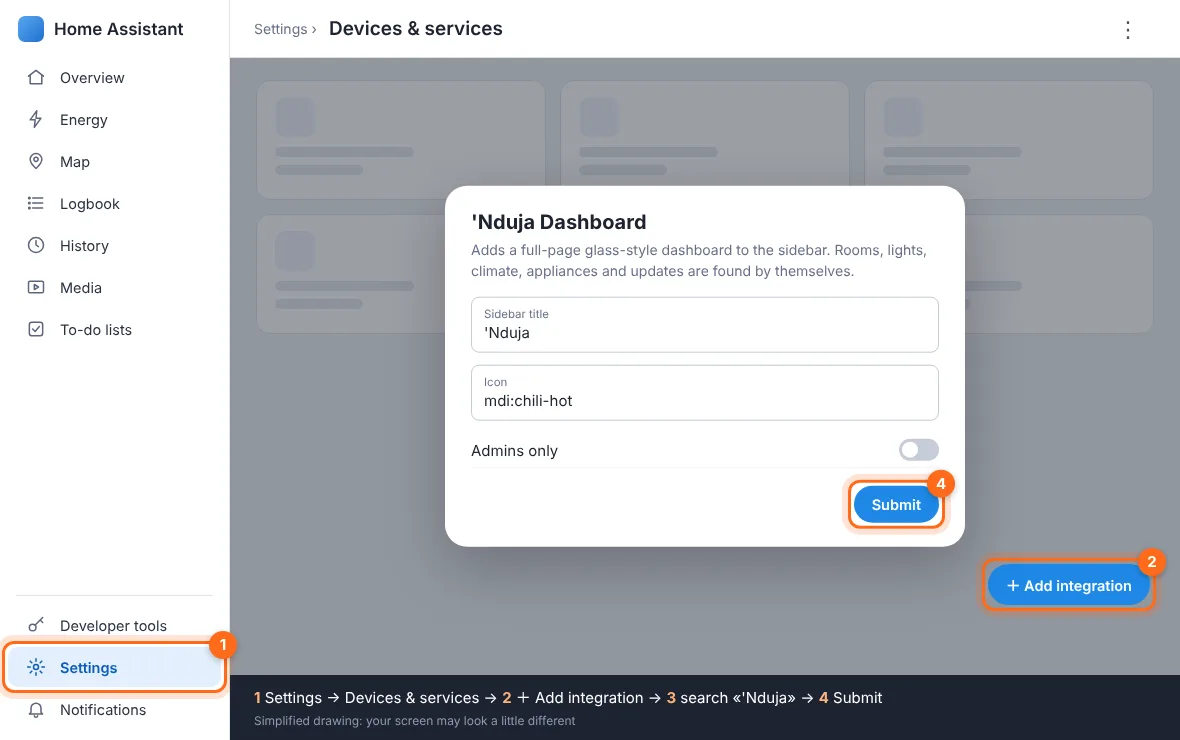 Home Assistant
Overview
Energy
Map
Logbook
History
Media
To-do lists
Developer tools
Settings
1
Notifications
Settings › Devices & services
'Nduja Dashboard
Adds a full-page glass-style dashboard to the sidebar. Rooms, lights,
climate, appliances and updates are found by themselves.
Sidebar title
'Nduja
Icon
mdi:chili-hot
Admins only
Submit
4
+ Add integration
2
1 Settings → Devices & services → 2 + Add integration → 3 search «'Nduja» → 4 Submit
Simplified drawing: your screen may look a little different